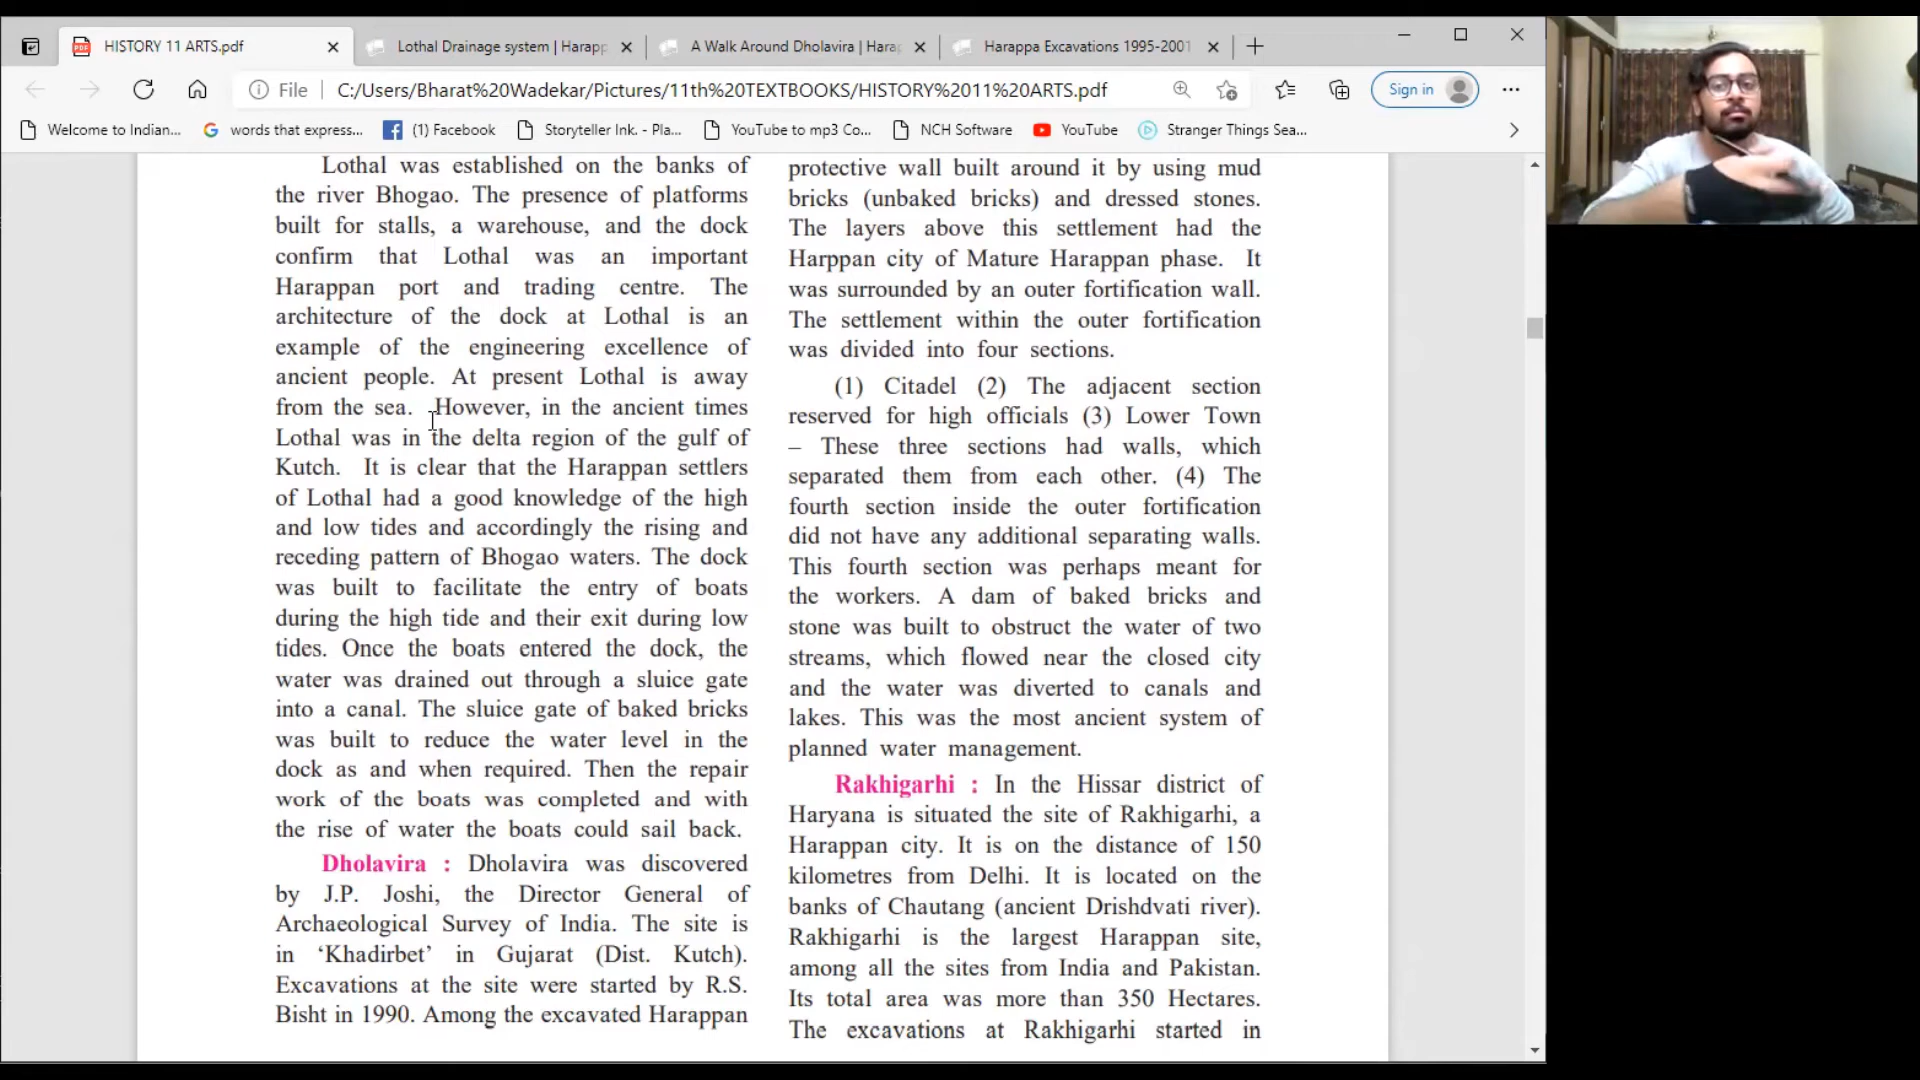 HISTORY 11 ARTS.pdf
Lothal Drainage system | Harapp
A Walk Around Dholavira | Harap
Harappa Excavations 1995-2001
File
C:/Users/Bharat%20Wadekar/Pictures/11th%20TEXTBOOKS/HISTORY%2011%20ARTS.pdf
Sign in
Welcome to Indian...
words that express...
(1) Facebook
Storyteller Ink. - Pla...
YouTube to mp3 Co...
NCH Software
YouTube
Stranger Things Sea...
Lothal was established on the banks of
the river Bhogao. The presence of platforms
built for stalls, a warehouse, and the dock
confirm that Lothal was an important
Harappan port and trading centre. The
architecture of the dock at Lothal is an
example of the engineering excellence of
ancient people. At present Lothal is away
from the sea. However, in the ancient times
Lothal was in the delta region of the gulf of
Kutch. It is clear that the Harappan settlers
of Lothal had a good knowledge of the high
and low tides and accordingly the rising and
receding pattern of Bhogao waters. The dock
was built to facilitate the entry of boats
during the high tide and their exit during low
tides. Once the boats entered the dock, the
water was drained out through a sluice gate
into a canal. The sluice gate of baked bricks
was built to reduce the water level in the
dock as and when required. Then the repair
work of the boats was completed and with
the rise of water the boats could sail back.
Dholavira : Dholavira was discovered
by J.P. Joshi, the Director General of
Archaeological Survey of India. The site is
in ‘Khadirbet’ in Gujarat (Dist. Kutch).
Excavations at the site were started by R.S.
Bisht in 1990. Among the excavated Harappan
protective wall built around it by using mud
bricks (unbaked bricks) and dressed stones.
The layers above this settlement had the
Harppan city of Mature Harappan phase. It
was surrounded by an outer fortification wall.
The settlement within the outer fortification
was divided into four sections.
(1) Citadel (2) The adjacent section
reserved for high officials (3) Lower Town
– These three sections had walls, which
separated them from each other. (4) The
fourth section inside the outer fortification
did not have any additional separating walls.
This fourth section was perhaps meant for
the workers. A dam of baked bricks and
stone was built to obstruct the water of two
streams, which flowed near the closed city
and the water was diverted to canals and
lakes. This was the most ancient system of
planned water management.
Rakhigarhi : In the Hissar district of
Haryana is situated the site of Rakhigarhi, a
Harappan city. It is on the distance of 150
kilometres from Delhi. It is located on the
banks of Chautang (ancient Drishdvati river).
Rakhigarhi is the largest Harappan site,
among all the sites from India and Pakistan.
Its total area was more than 350 Hectares.
The excavations at Rakhigarhi started in